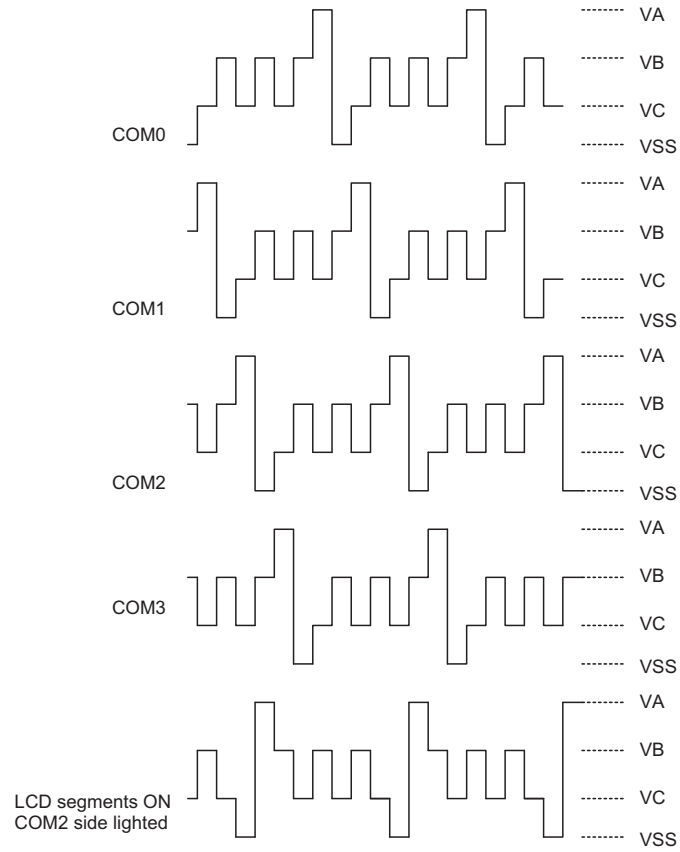 VA
VB
VC
COM0
VSS
VA
VB
VC
COM1
VSS
VA
VB
VC
COM2
VSS
VA
VB
COM3
VC
VSS
VA
VB
VC
LCD segments ON
COM2 side lighted
VSS